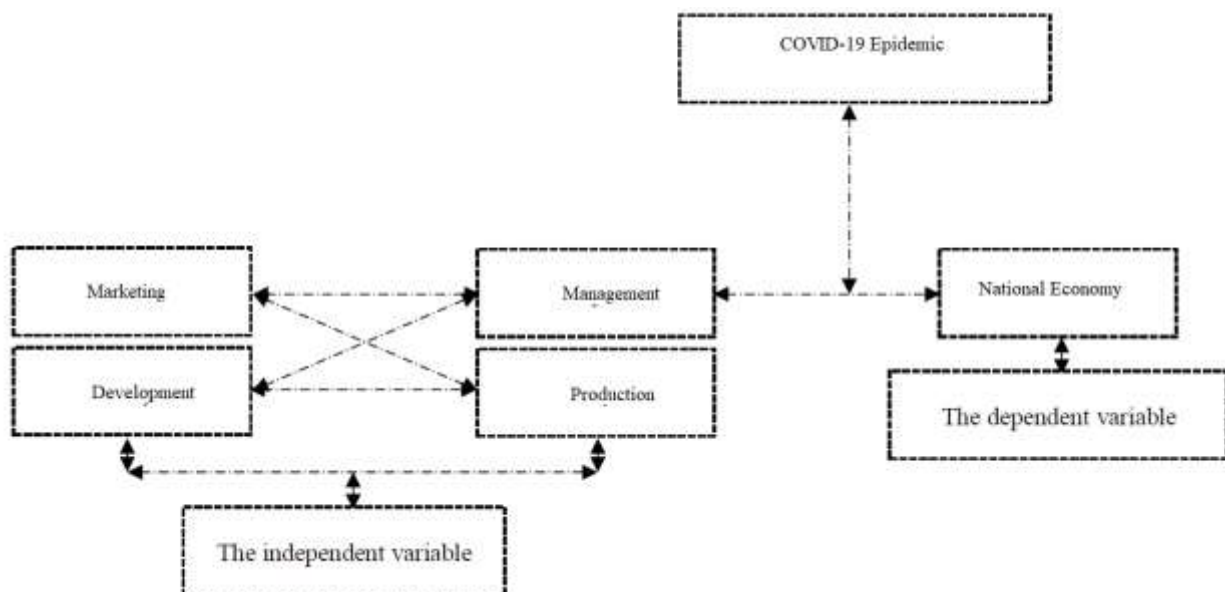 COVID-19 Epidemic
Marketing
Management
National Economy
Development
Production
The dependent variable
The independent variable